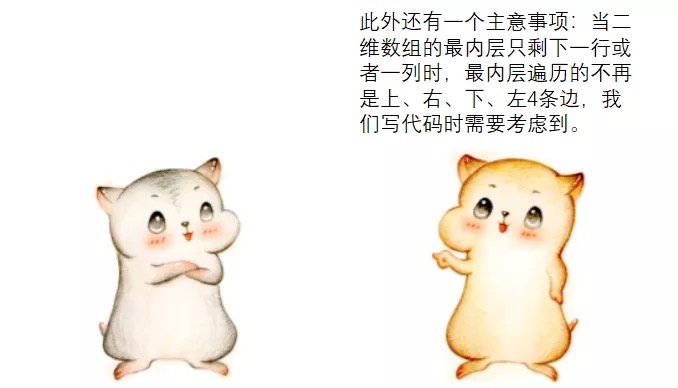 此外还有一个主意事项：当二
维数组的最内层只剩下一行或
者一列时，最内层遍历的不再
是上、右、下、左4条边，我
们写代码时需要考虑到。